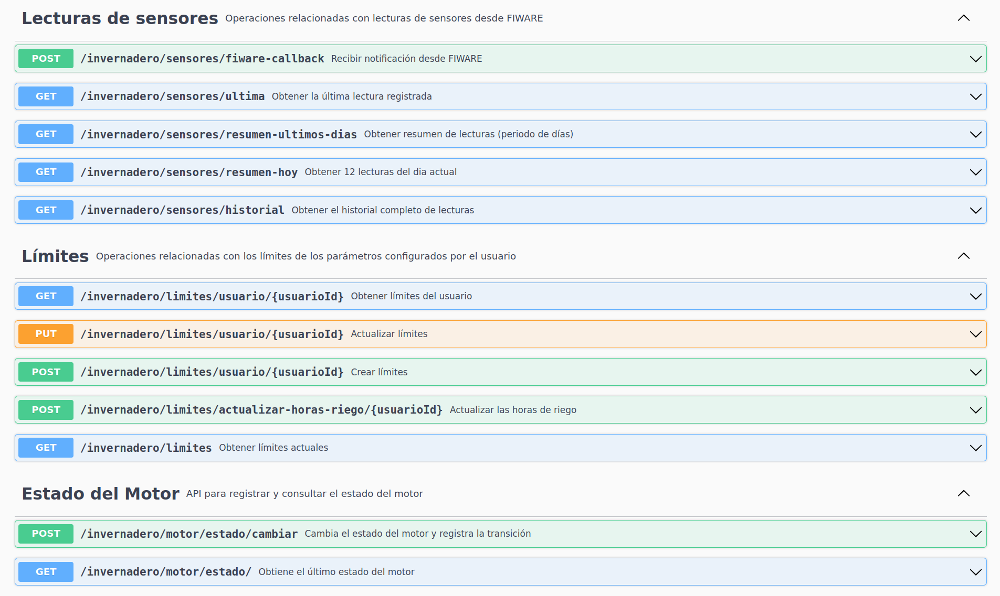 Lecturas de sensores Operaciones relacionadas con lecturas de sensores desde FIWARE
POST /invernadero/sensores/fiware-callback Recibir notificación desde FIWARE
GET /invernadero/sensores/ultima Obtener la última lectura registrada
GET /invernadero/sensores/resumen-ultimos-dias Obtener resumen de lecturas (periodo de días)
GET /invernadero/sensores/resumen-hoy Obtener 12 lecturas del dia actual
GET /invernadero/sensores/historial Obtener el historial completo de lecturas
Límites Operaciones relacionadas con los límites de los parámetros configurados por el usuario
GET /invernadero/limites/usuario/{usuarioId} Obtener límites del usuario
PUT /invernadero/limites/usuario/{usuarioId} Actualizar límites
POST /invernadero/limites/usuario/{usuarioId} Crear límites
POST /invernadero/limites/actualizar-horas-riego/{usuarioId} Actualizar las horas de riego
GET /invernadero/limites Obtener límites actuales
Estado del Motor API para registrar y consultar el estado del motor
POST /invernadero/motor/estado/cambiar Cambia el estado del motor y registra la transición
GET /invernadero/motor/estado/ Obtiene el último estado del motor